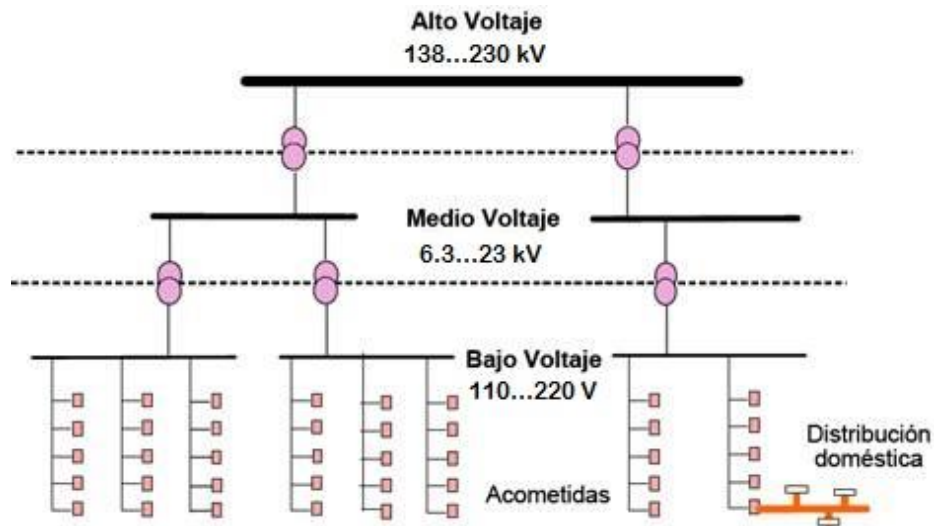 Alto Voltaje
138...230 kV
Medio Voltaje
6.3...23 kV
Bajo Voltaje
110...220 V
Distribución
doméstica
Acometidas